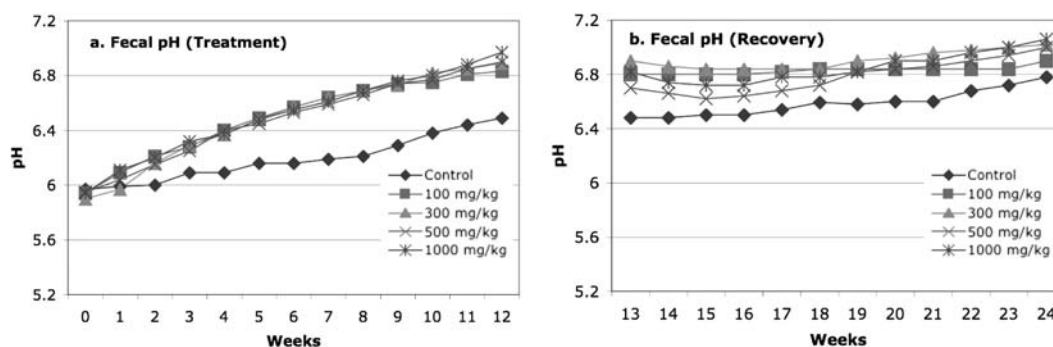 a. Fecal pH (Treatment)
7.2
6.8
6.4
6
5.6
5.2
pH
0 1 2 3 4 5 6 7 8 9 10 11 12
Weeks
Control
100 mg/kg
300 mg/kg
500 mg/kg
1000 mg/kg
b. Fecal pH (Recovery)
7.2
6.8
6.4
6
5.6
5.2
pH
13 14 15 16 17 18 19 20 21 22 23 24
Weeks
Control
100 mg/kg
300 mg/kg
500 mg/kg
1000 mg/kg